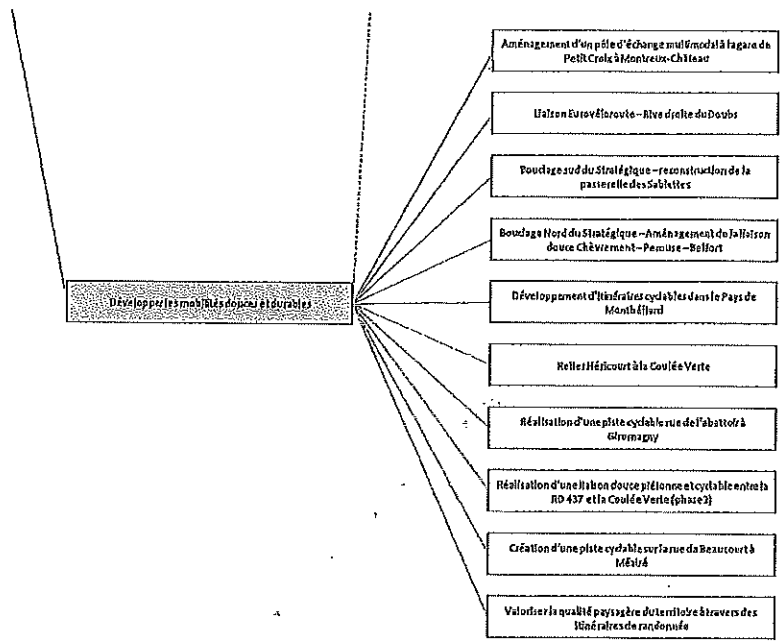 Aménagement d'un pôle d'échange multimodal à la gare de
Petit Croix à Montreux-Château
Liaison Eurovéloroute – Rive droite du Doubs
Bouclage sud du Stratégique – reconstruction de la
passerelle des Sablettes
Bouclage Nord du Stratégique – Aménagement de la liaison
douce Chèvremont – Perouse – Belfort
Développer les mobilités douces et durables
Développement d'itinéraires cyclables dans le Pays de
Montbéliard
Relier Héricourt à la Coulée Verte
Réalisation d'une piste cyclable rue de l'abattoir à
Giromagny
Réalisation d'une liaison douce piétonne et cyclable entre la
RD 437 et la Coulée Verte (phase 3)
Création d'une piste cyclable sur la rue de Beaucourt à
Méziré
Valoriser la qualité paysagère du territoire à travers des
itinéraires de randonnée